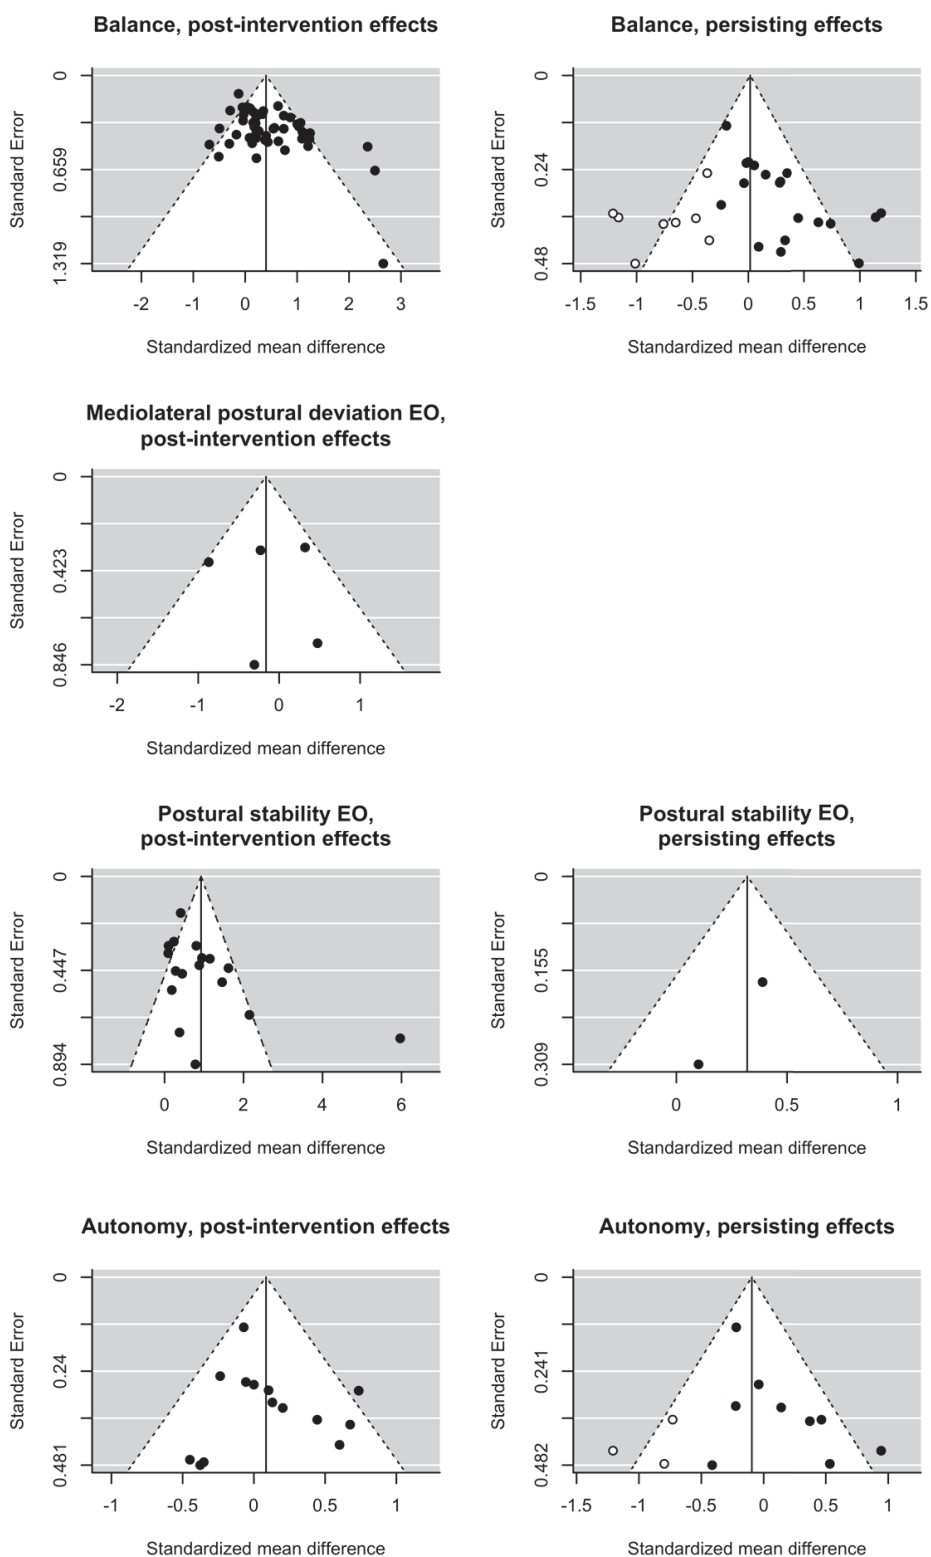 Balance, post-intervention effects
Standard Error
0
0.659
1.319
-2 -1 0 1 2 3
Standardized mean difference
Balance, persisting effects
Standard Error
0
0.24
0.48
-1.5 -1 -0.5 0 0.5 1 1.5
Standardized mean difference
Mediolateral postural deviation EO,
post-intervention effects
Standard Error
0
0.423
0.846
-2 -1 0 1
Standardized mean difference
Postural stability EO,
post-intervention effects
Standard Error
0
0.447
0.894
0 2 4 6
Standardized mean difference
Postural stability EO,
persisting effects
Standard Error
0
0.155
0.309
0 0.5 1
Standardized mean difference
Autonomy, post-intervention effects
Standard Error
0
0.24
0.481
-1 -0.5 0 0.5 1
Standardized mean difference
Autonomy, persisting effects
Standard Error
0
0.241
0.482
-1.5 -1 -0.5 0 0.5 1
Standardized mean difference